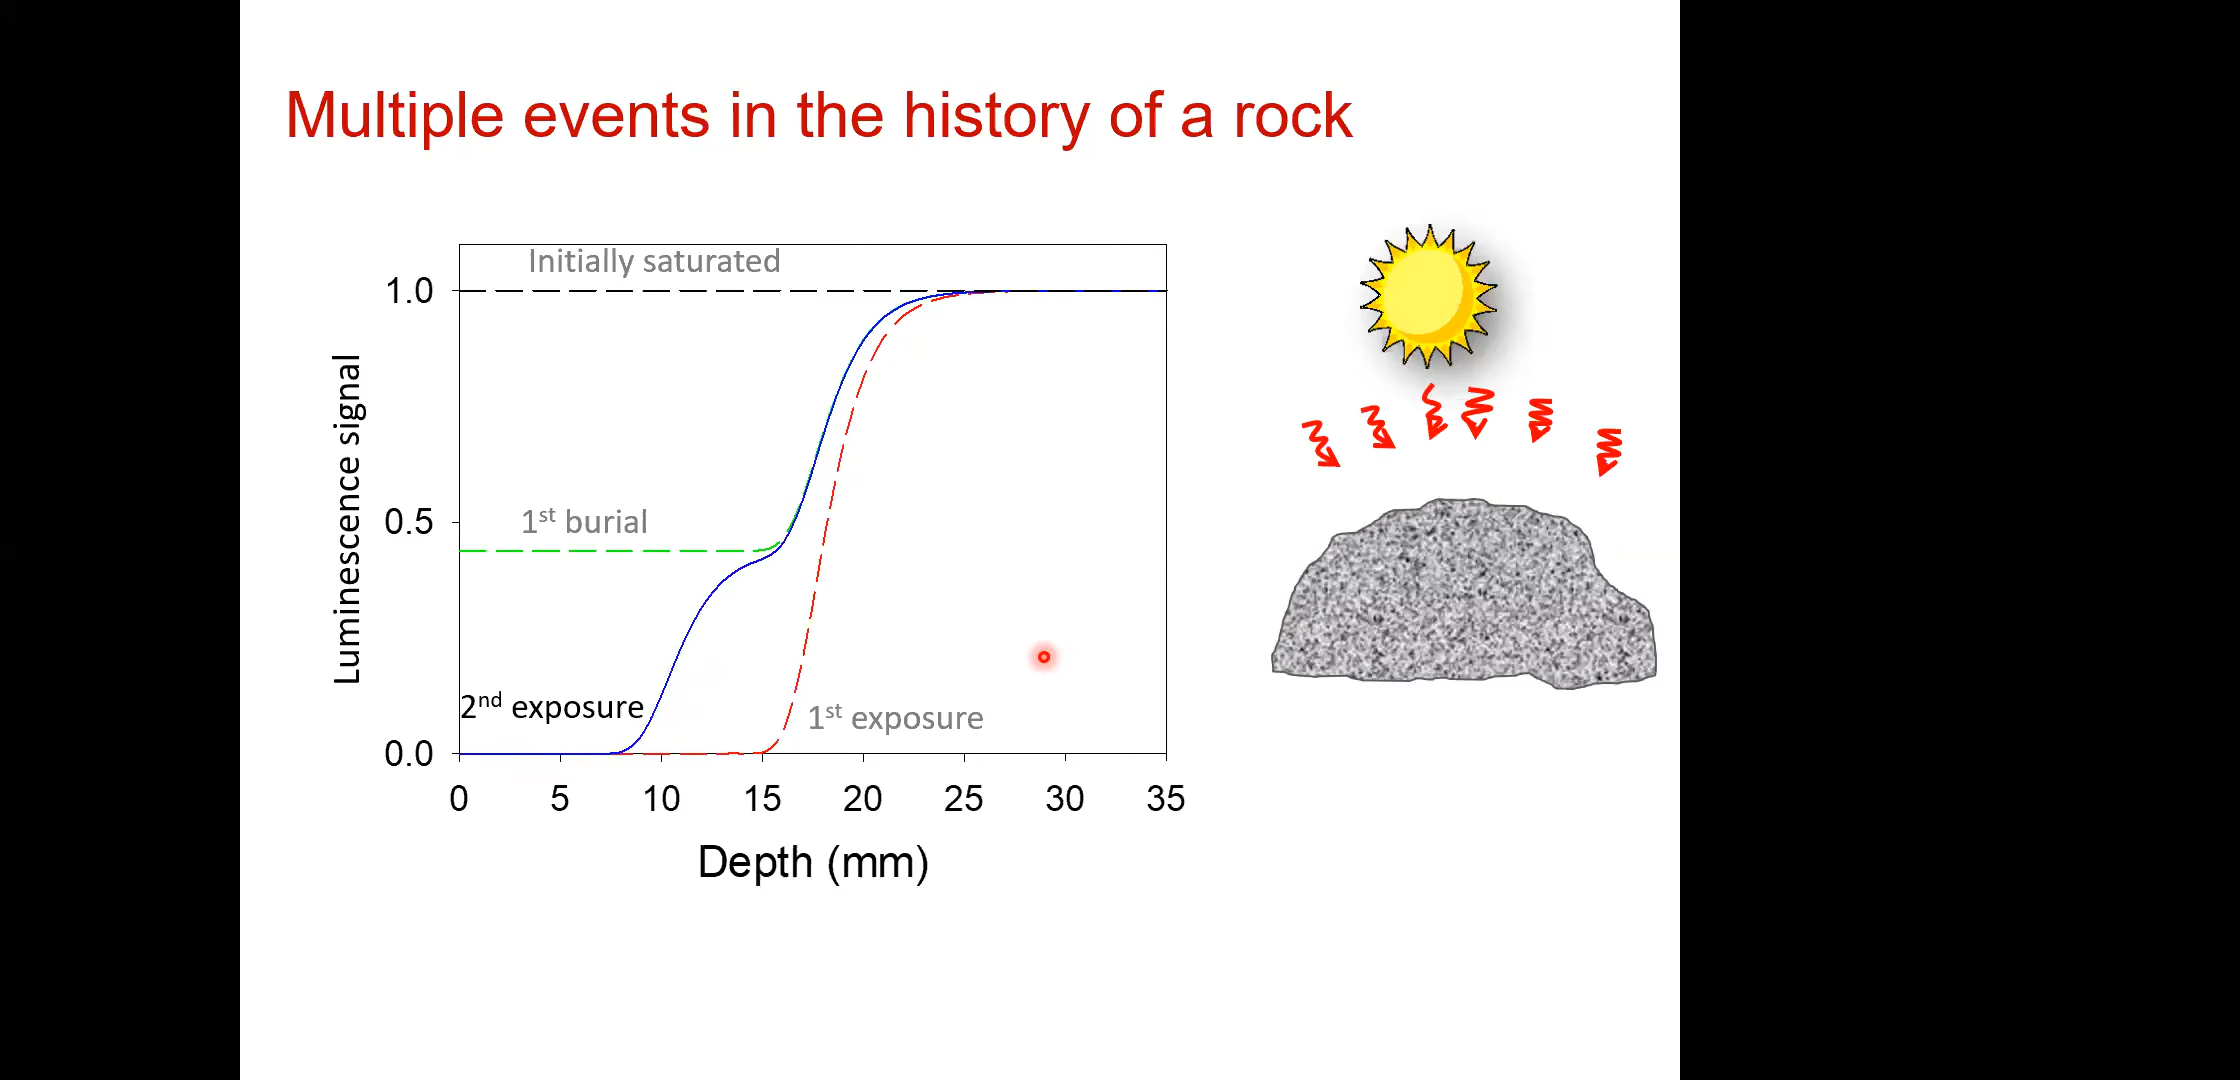 Multiple events in the history of a rock
Initially saturated
1.0
Luminescence signal
1st burial
0.5
2nd exposure
1st exposure
0.0
0 5 10 15 20 25 30 35
Depth (mm)